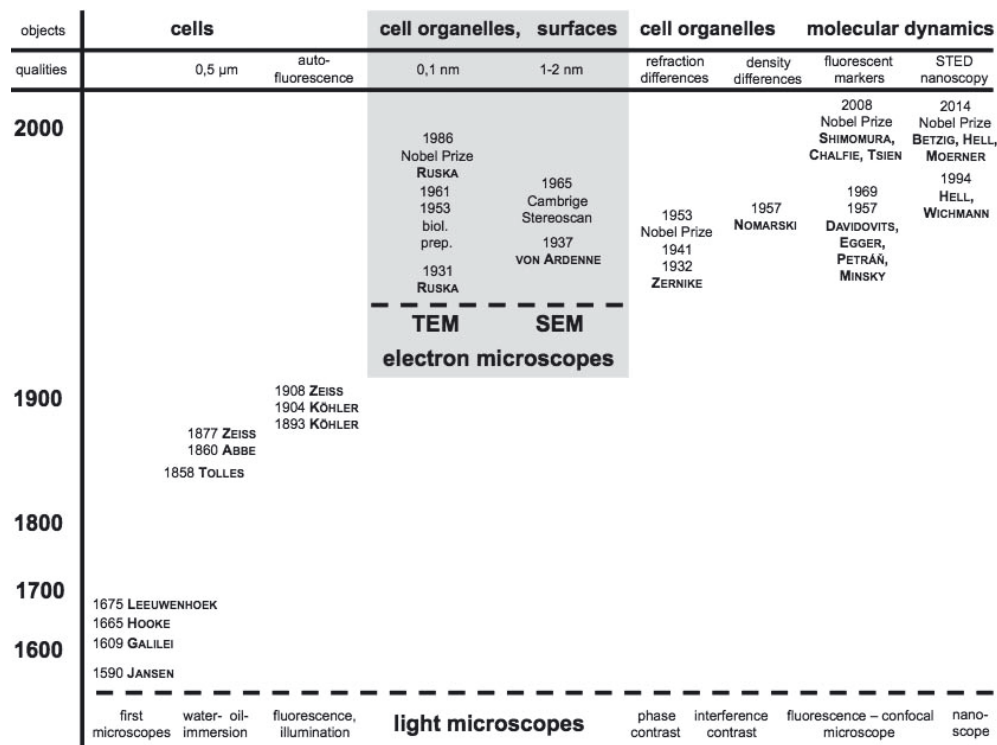 objects cells cell organelles, surfaces cell organelles molecular dynamics
qualities 0,5 µm auto-fluorescence 0,1 nm 1-2 nm refraction differences density differences fluorescent markers STED nanoscopy
2000
1986
Nobel Prize
RUSKA
1961
1953
biol.
prep.
1931
RUSKA
1965
Cambrige
Stereoscan
1937
VON ARDENNE
TEM SEM
electron microscopes
1953
Nobel Prize
1941
1932
ZERNIKE
1957
NOMARSKI
2008
Nobel Prize
SHIMOMURA,
CHALFIE, TSIEN
1969
1957
DAVIDOVITS,
EGGER,
PETRÁŇ,
MINSKY
2014
Nobel Prize
BETZIG, HELL,
MOERNER
1994
HELL,
WICHMANN
1900
1908 ZEISS
1904 KÖHLER
1893 KÖHLER
1877 ZEISS
1860 ABBE
1858 TOLLES
1800
1700
1675 LEEUWENHOEK
1665 HOOKE
1609 GALILEI
1600
1590 JANSEN
first
microscopes
water- oil-
immersion
fluorescence,
illumination
light microscopes
phase
contrast
interference
contrast
fluorescence – confocal
microscope
nano-
scope